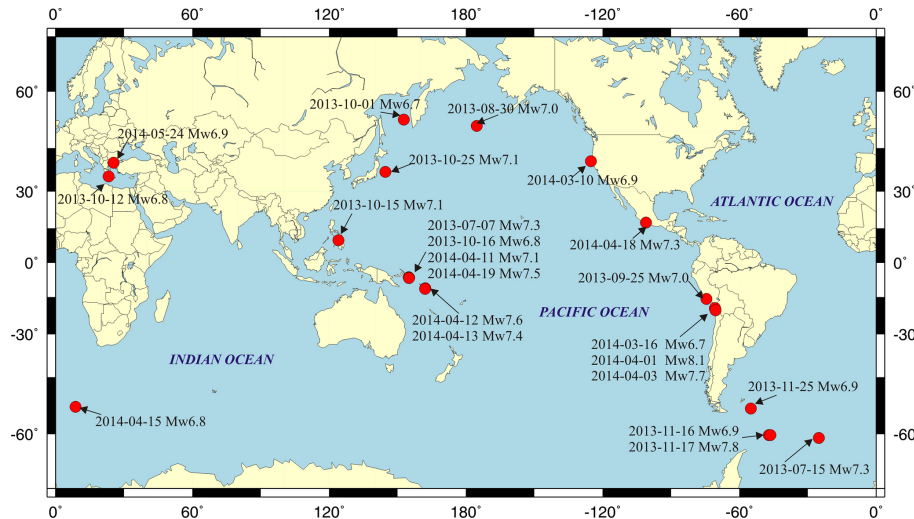 0° 60° 120° 180° -120° -60° 0°
60°
2013-10-01 Mw6.7
2013-08-30 Mw7.0
2014-05-24 Mw6.9
2013-10-25 Mw7.1
2014-03-10 Mw6.9
30°
2013-10-12 Mw6.8
2013-10-15 Mw7.1
ATLANTIC OCEAN
2013-07-07 Mw7.3
2013-10-16 Mw6.8
2014-04-11 Mw7.1
2014-04-19 Mw7.5
2014-04-18 Mw7.3
0°
2013-09-25 Mw7.0
PACIFIC OCEAN
2014-04-12 Mw7.6
2014-04-13 Mw7.4
-30°
2014-03-16 Mw6.7
2014-04-01 Mw8.1
2014-04-03 Mw7.7
INDIAN OCEAN
2013-11-25 Mw6.9
2014-04-15 Mw6.8
-60°
2013-11-16 Mw6.9
2013-11-17 Mw7.8
2013-07-15 Mw7.3
0° 60° 120° 180° -120° -60° 0°